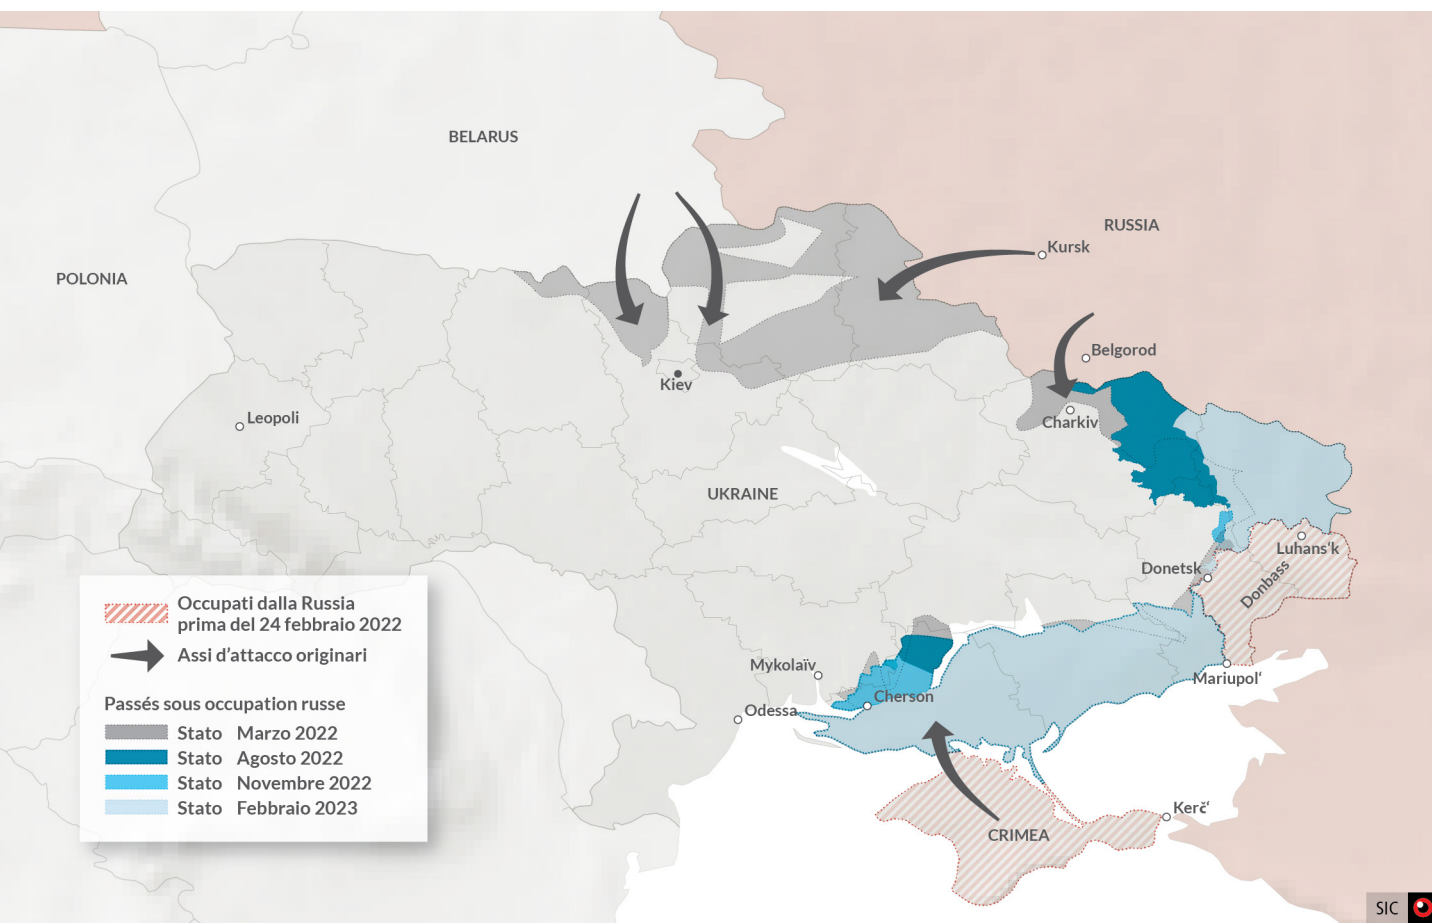 BELARUS
RUSSIA
Kursk
POLONIA
Belgorod
Kiev
Leopoli
Charkiv
UKRAINE
Luhans'k
Donetsk
Donbass
Occupati dalla Russia
prima del 24 febbraio 2022
Assi d'attacco originari
Mykolaïv
Mariupol'
Cherson
Odessa
Passés sous occupation russe
Stato Marzo 2022
Stato Agosto 2022
Stato Novembre 2022
Stato Febbraio 2023
Kerč'
CRIMEA
SIC